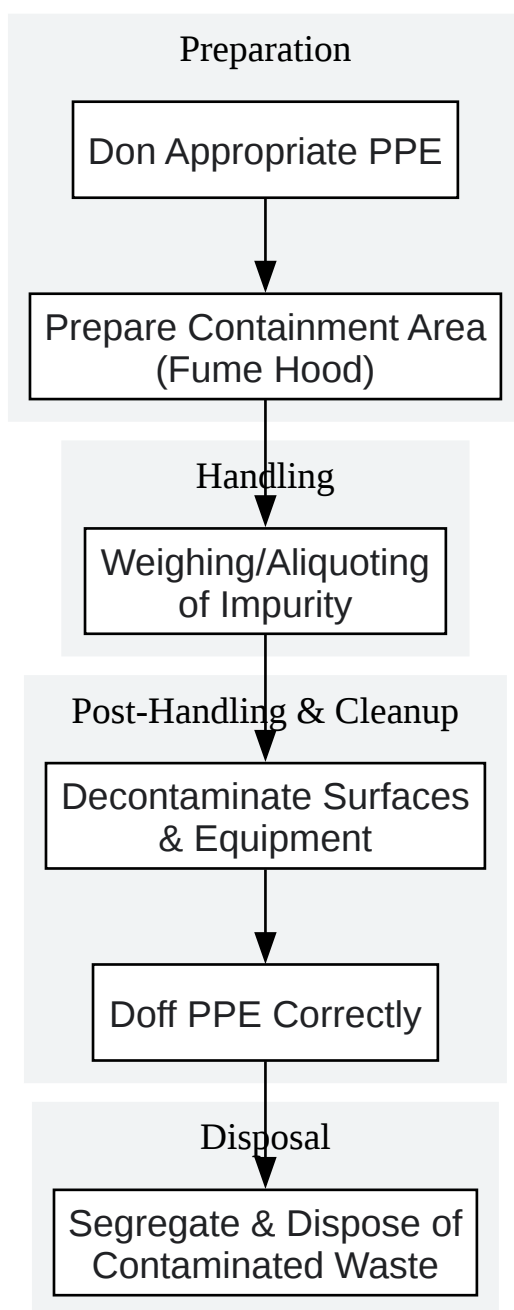 Preparation
Don Appropriate PPE
Prepare Containment Area
(Fume Hood)
Handling
Weighing/Aliquoting
of Impurity
Post-Handling & Cleanup
Decontaminate Surfaces
& Equipment
Doff PPE Correctly
Disposal
Segregate & Dispose of
Contaminated Waste